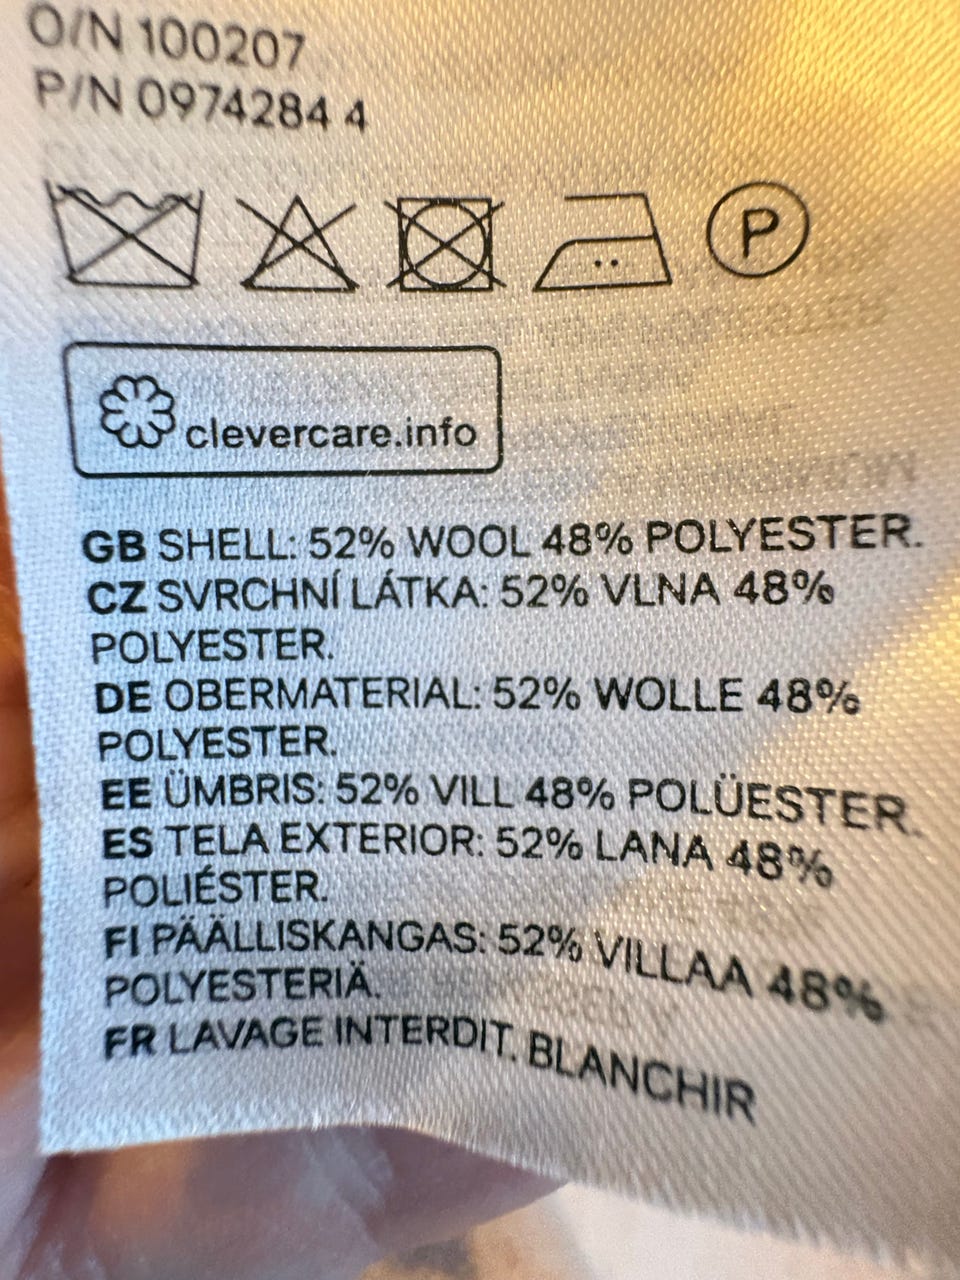 O/N 100207
P/N 0974284 4
P
clevercare.info
GB SHELL: 52% WOOL 48% POLYESTER.
CZ SVRCHNÍ LÁTKA: 52% VLNA 48%
POLYESTER.
DE OBERMATERIAL: 52% WOLLE 48%
POLYESTER.
EE ÜMBRIS: 52% VILL 48% POLÜESTER.
ES TELA EXTERIOR: 52% LANA 48%
POLIÉSTER.
FI PÄÄLLISKANGAS: 52% VILLAA 48%
POLYESTERIÄ.
FR LAVAGE INTERDIT. BLANCHIR